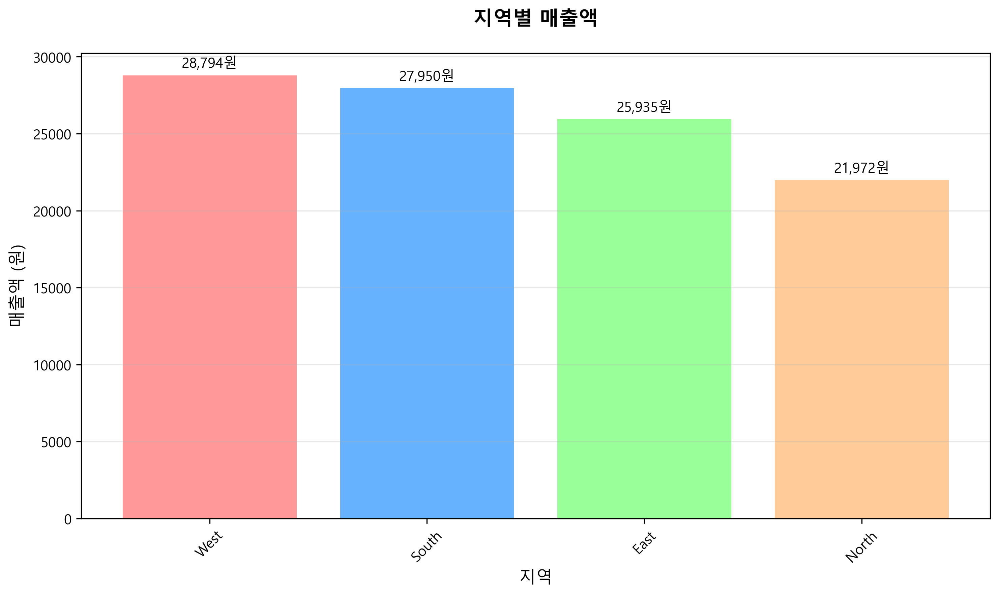 지역별 매출액
30000
25000
20000
15000
10000
5000
0
매출액 (원)
28,794원
27,950원
25,935원
21,972원
West
South
East
North
지역